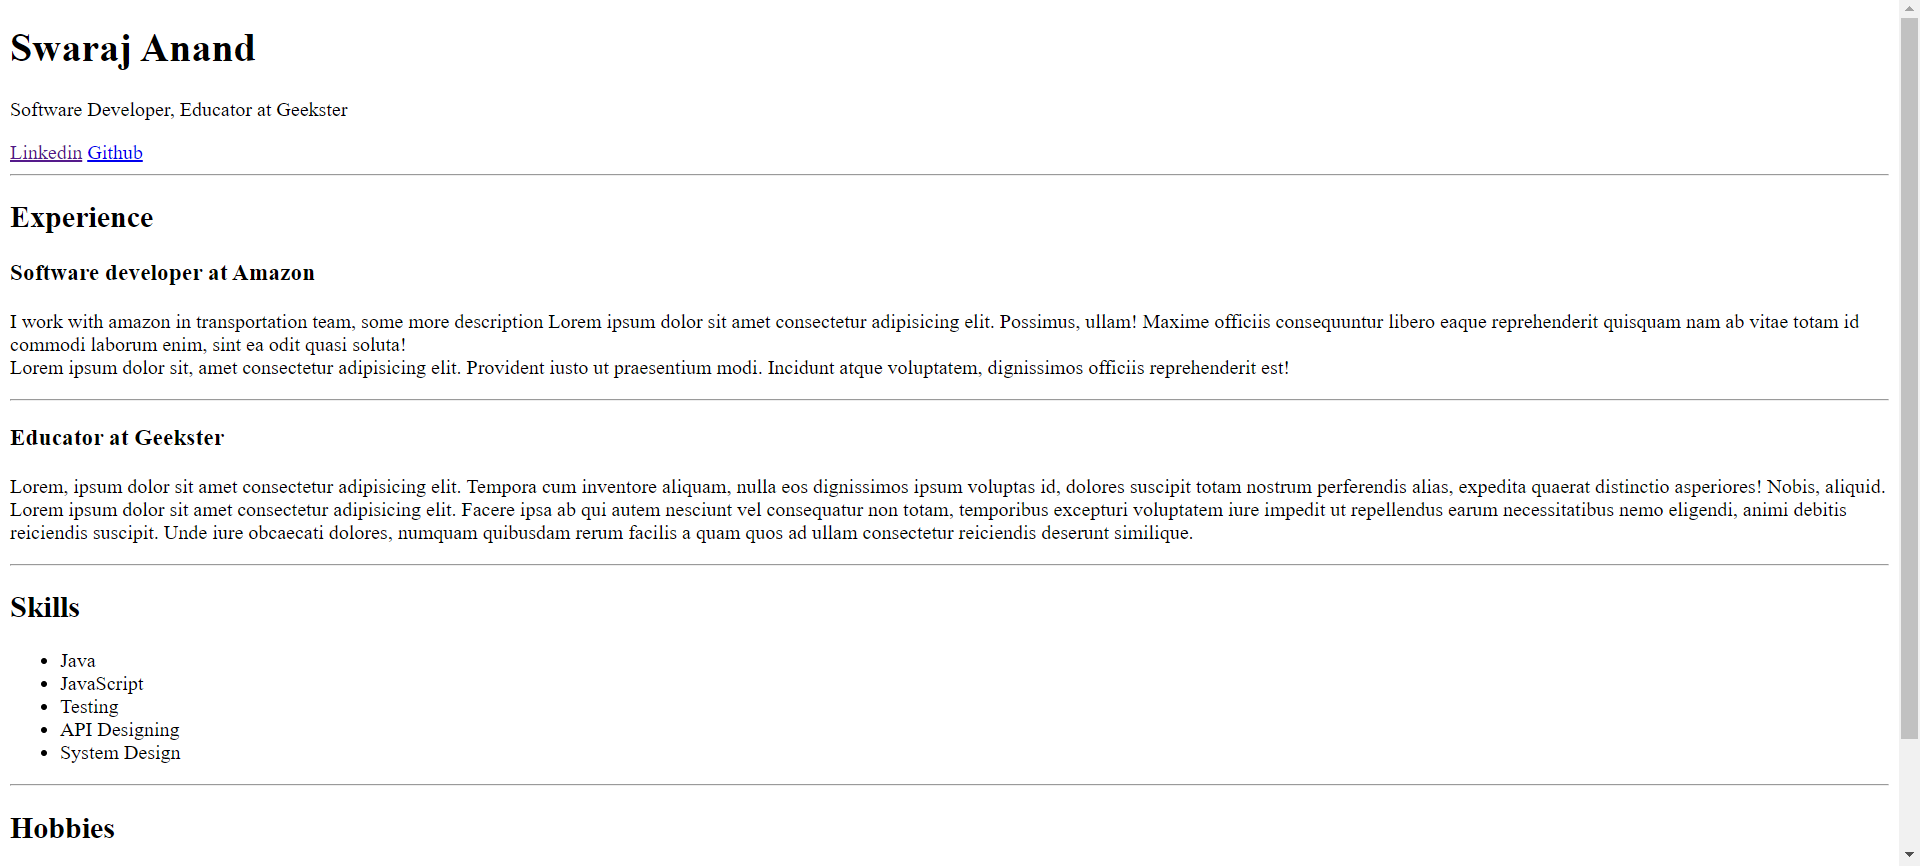 Swaraj Anand
Software Developer, Educator at Geekster
Linkedin Github
Experience
Software developer at Amazon
I work with amazon in transportation team, some more description Lorem ipsum dolor sit amet consectetur adipisicing elit. Possimus, ullam! Maxime officiis consequuntur libero eaque reprehenderit quisquam nam ab vitae totam id
commodi laborum enim, sint ea odit quasi soluta!
Lorem ipsum dolor sit, amet consectetur adipisicing elit. Provident iusto ut praesentium modi. Incidunt atque voluptatem, dignissimos officiis reprehenderit est!
Educator at Geekster
Lorem, ipsum dolor sit amet consectetur adipisicing elit. Tempora cum inventore aliquam, nulla eos dignissimos ipsum voluptas id, dolores suscipit totam nostrum perferendis alias, expedita quaerat distinctio asperiores! Nobis, aliquid.
Lorem ipsum dolor sit amet consectetur adipisicing elit. Facere ipsa ab qui autem nesciunt vel consequatur non totam, temporibus excepturi voluptatem iure impedit ut repellendus earum necessitatibus nemo eligendi, animi debitis
reiciendis suscipit. Unde iure obcaecati dolores, numquam quibusdam rerum facilis a quam quos ad ullam consectetur reiciendis deserunt similique.
Skills
• Java
• JavaScript
• Testing
• API Designing
• System Design
Hobbies